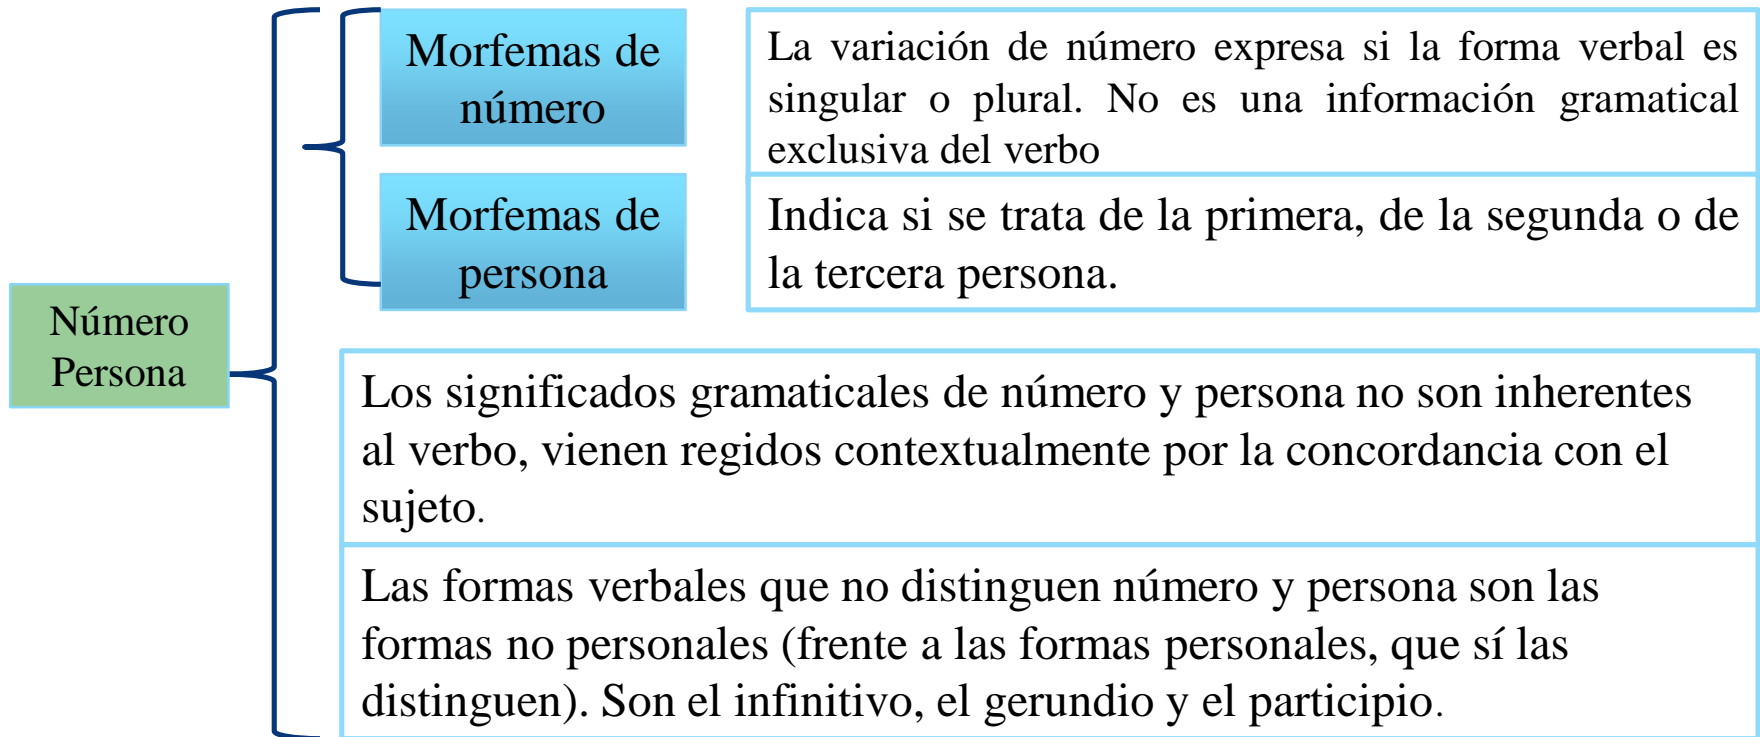 Morfemas de
número
La variación de número expresa si la forma verbal es
singular o plural. No es una información gramatical
exclusiva del verbo
Morfemas de
persona
Indica si se trata de la primera, de la segunda o de
la tercera persona.
Número
Persona
Los significados gramaticales de número y persona no son inherentes
al verbo, vienen regidos contextualmente por la concordancia con el
sujeto.
Las formas verbales que no distinguen número y persona son las
formas no personales (frente a las formas personales, que sí las
distinguen). Son el infinitivo, el gerundio y el participio.